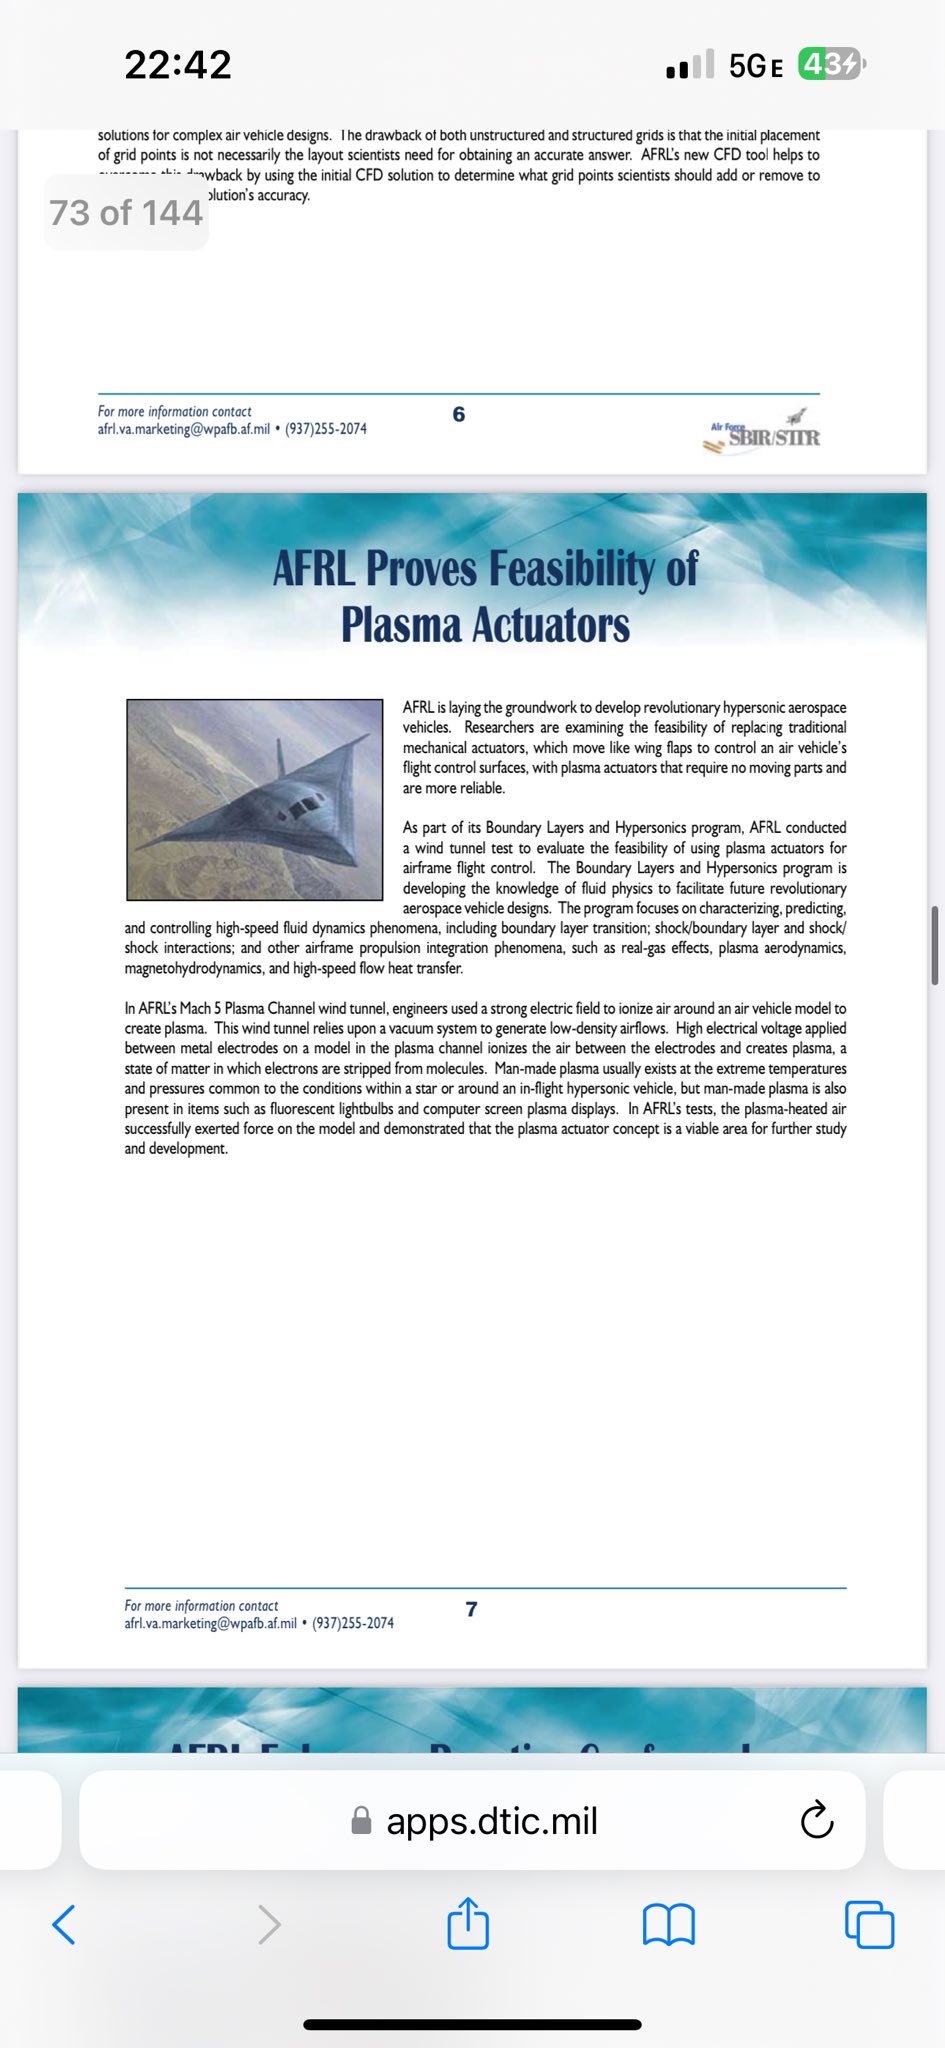 22:42
5GE 43
solutions for complex air vehicle designs. The drawback of both unstructured and structured grids is that the initial placement
of grid points is not necessarily the layout scientists need for obtaining an accurate answer. AFRL's new CFD tool helps to
this drawback by using the initial CFD solution to determine what grid points scientists should add or remove to
73 of 144
solution's accuracy.
For more information contact
afrl.va.marketing@wpafb.af.mil • (937)255-2074
6
Air Force
SBIR/STTR
AFRL Proves Feasibility of
Plasma Actuators
AFRL is laying the groundwork to develop revolutionary hypersonic aerospace
vehicles. Researchers are examining the feasibility of replacing traditional
mechanical actuators, which move like wing flaps to control an air vehicle's
flight control surfaces, with plasma actuators that require no moving parts and
are more reliable.
As part of its Boundary Layers and Hypersonics program, AFRL conducted
a wind tunnel test to evaluate the feasibility of using plasma actuators for
airframe flight control. The Boundary Layers and Hypersonics program is
developing the knowledge of fluid physics to facilitate future revolutionary
aerospace vehicle designs. The program focuses on characterizing, predicting,
and controlling high-speed fluid dynamics phenomena, including boundary layer transition; shock/boundary layer and shock/
shock interactions; and other airframe propulsion integration phenomena, such as real-gas effects, plasma aerodynamics,
magnetohydrodynamics, and high-speed flow heat transfer.
In AFRL's Mach 5 Plasma Channel wind tunnel, engineers used a strong electric field to ionize air around an air vehicle model to
create plasma. This wind tunnel relies upon a vacuum system to generate low-density airflows. High electrical voltage applied
between metal electrodes on a model in the plasma channel ionizes the air between the electrodes and creates plasma, a
state of matter in which electrons are stripped from molecules. Man-made plasma usually exists at the extreme temperatures
and pressures common to the conditions within a star or around an in-flight hypersonic vehicle, but man-made plasma is also
present in items such as fluorescent lightbulbs and computer screen plasma displays. In AFRL's tests, the plasma-heated air
successfully exerted force on the model and demonstrated that the plasma actuator concept is a viable area for further study
and development.
For more information contact
afrl.va.marketing@wpafb.af.mil • (937)255-2074
7
apps.dtic.mil